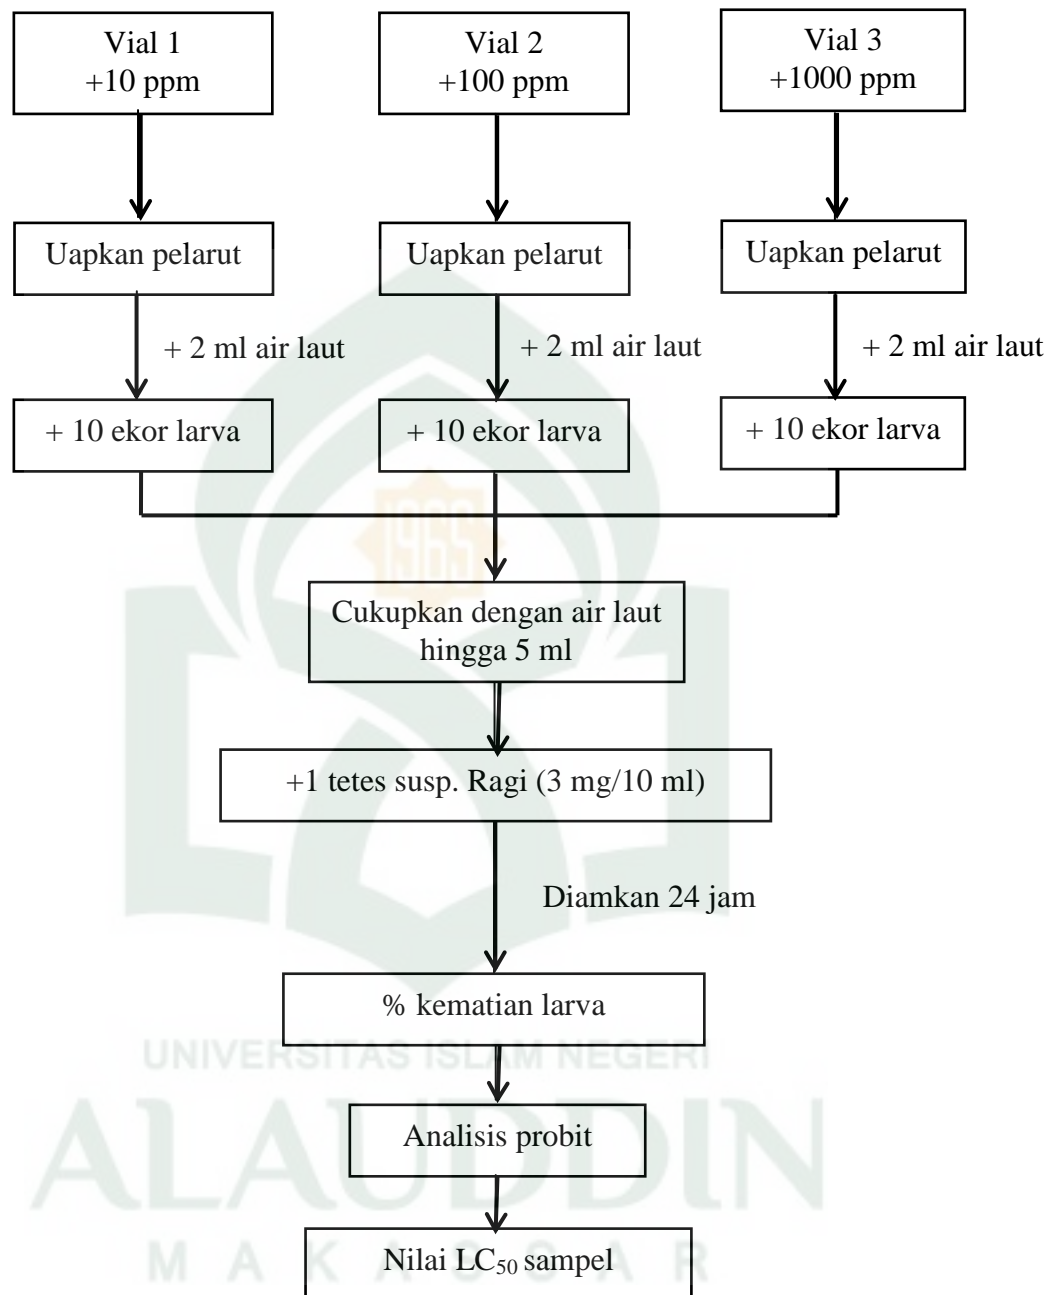 Vial 1
+10 ppm
Vial 2
+100 ppm
Vial 3
+1000 ppm
Uapkan pelarut
Uapkan pelarut
Uapkan pelarut
+ 2 ml air laut
+ 2 ml air laut
+ 2 ml air laut
+ 10 ekor larva
+ 10 ekor larva
+ 10 ekor larva
1965
Cukupkan dengan air laut
hingga 5 ml
+1 tetes susp. Ragi (3 mg/10 ml)
Diamkan 24 jam
% kematian larva
UNIVERSITAS ISLAM NEGERI
ALAUDDIN
Analisis probit
MAKASSAR
Nilai LC₅₀ sampel